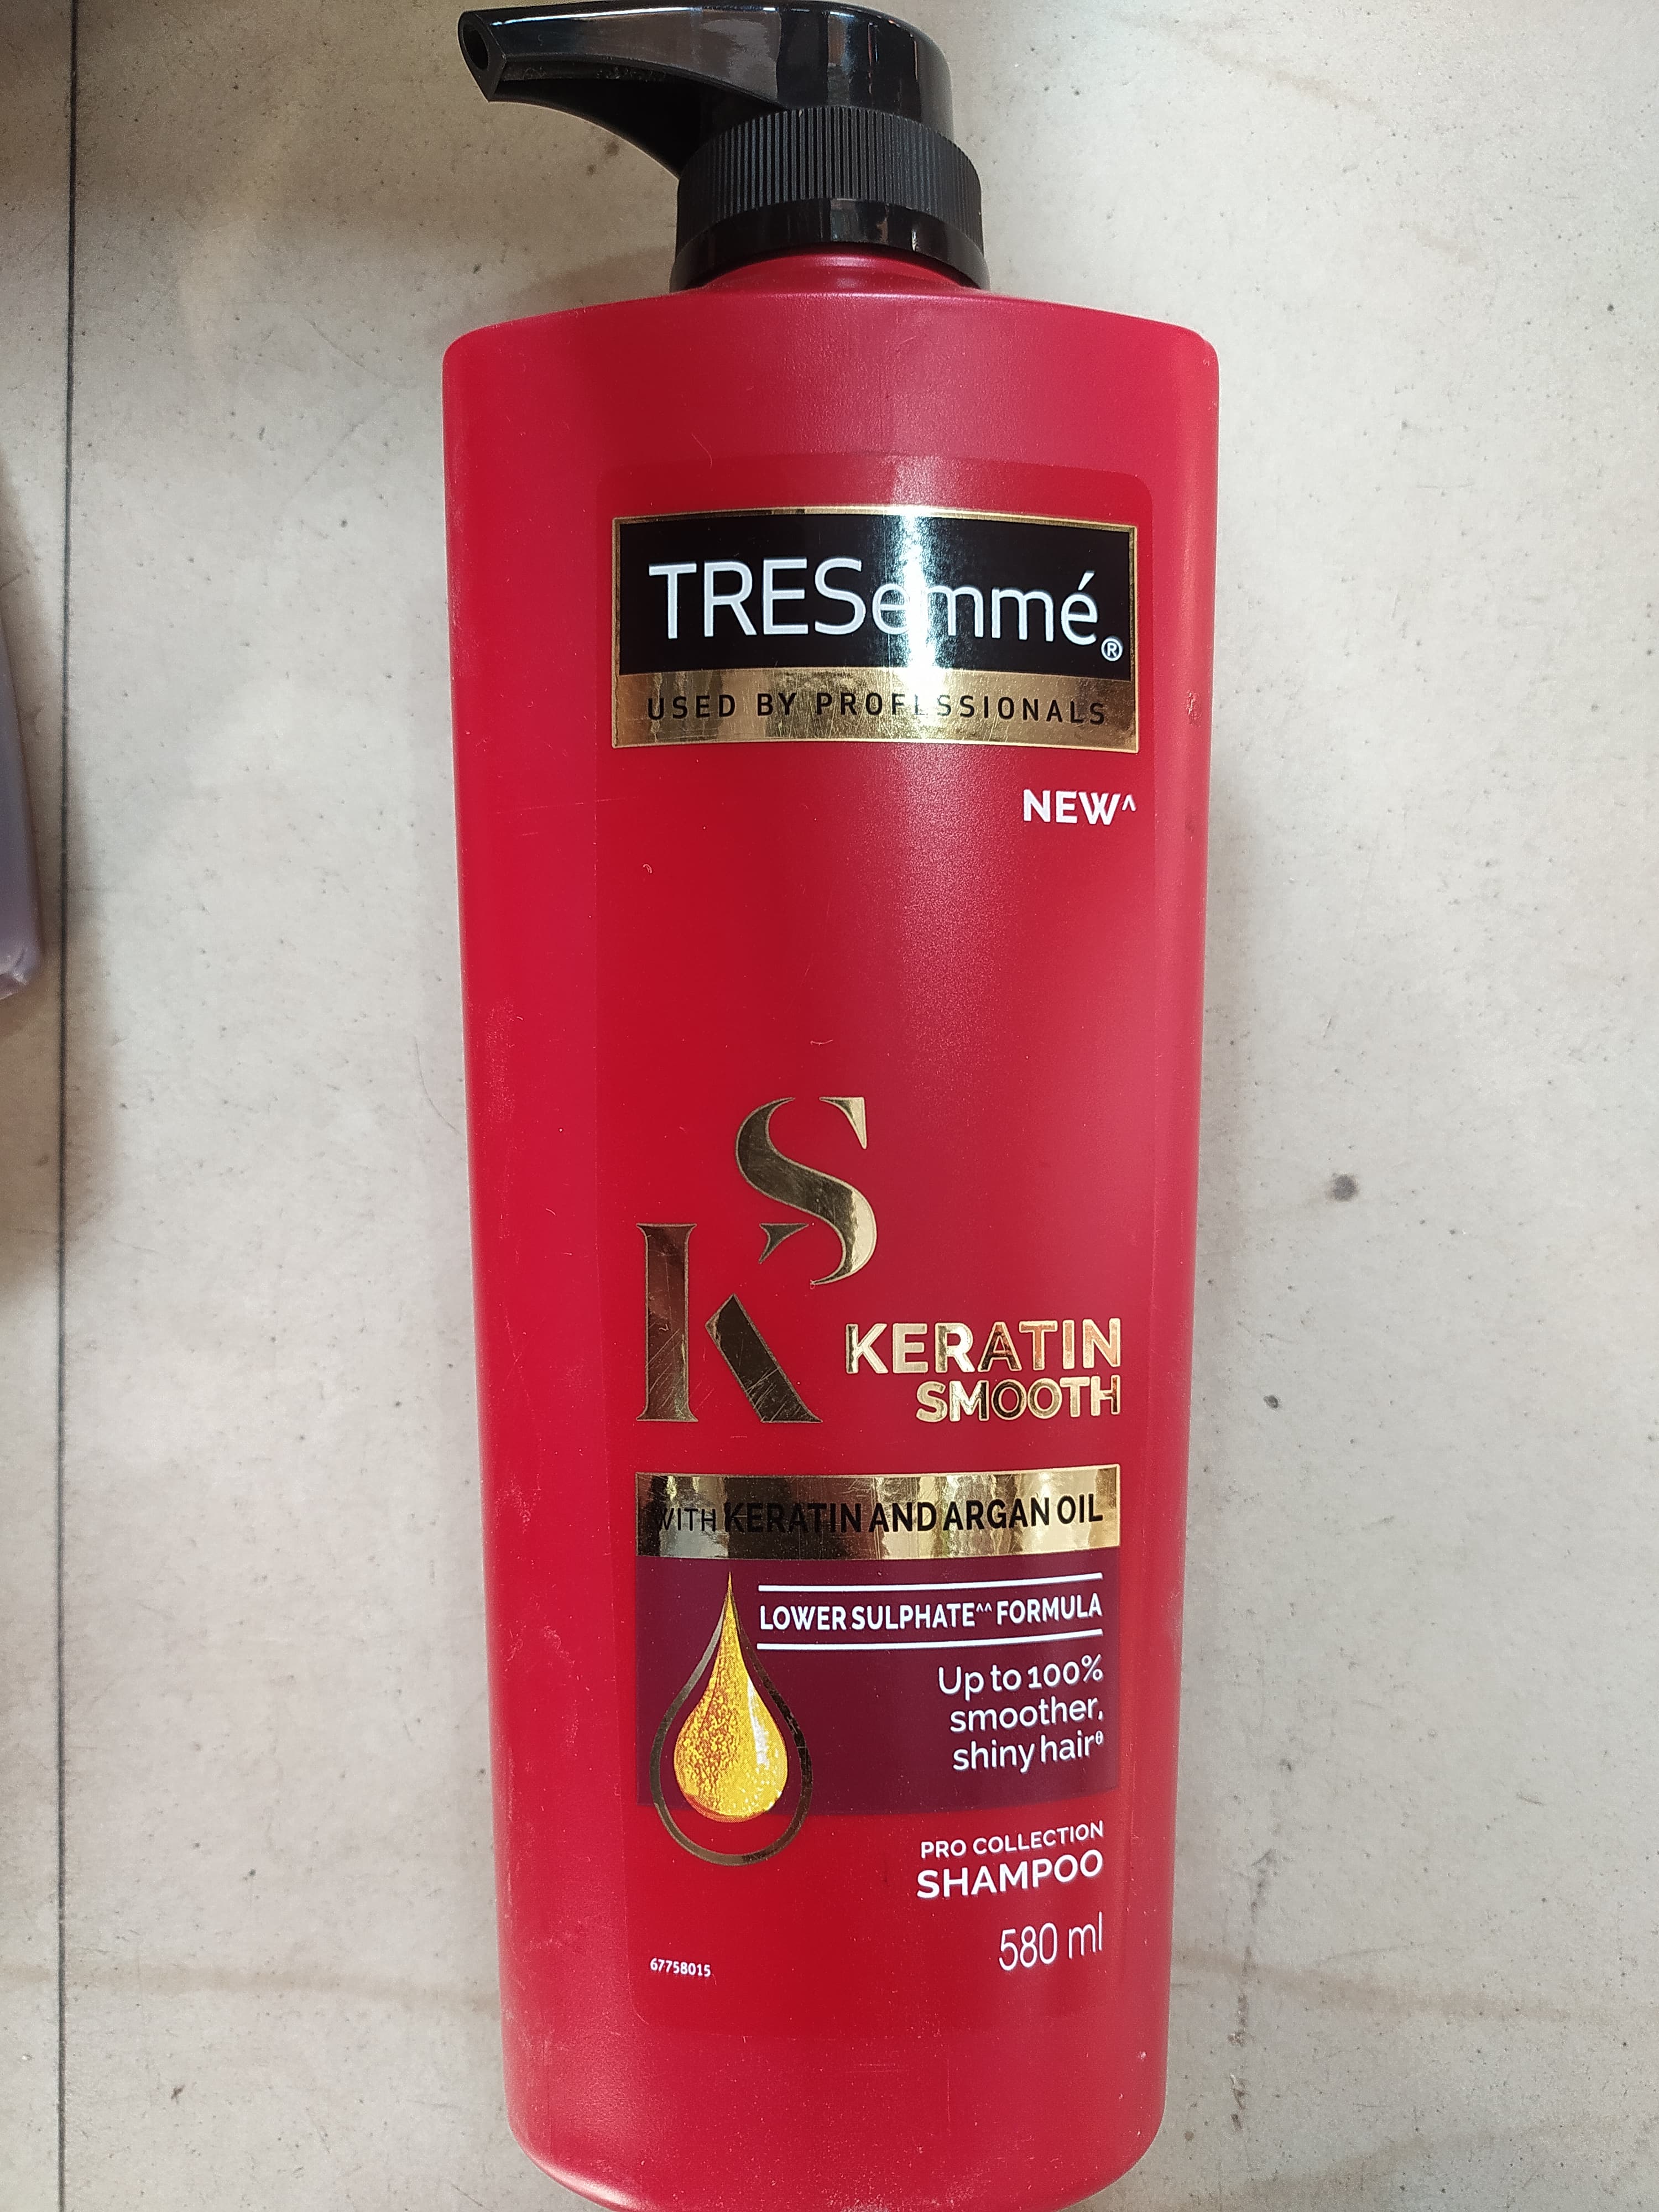 TRESemmé®
USED BY PROFESSIONALS
NEW^
KS
KERATIN
SMOOTH
WITH KERATIN AND ARGAN OIL
LOWER SULPHATE^^ FORMULA
Up to 100%
smoother,
shiny hairᶿ
PRO COLLECTION
SHAMPOO
580 ml
67758015